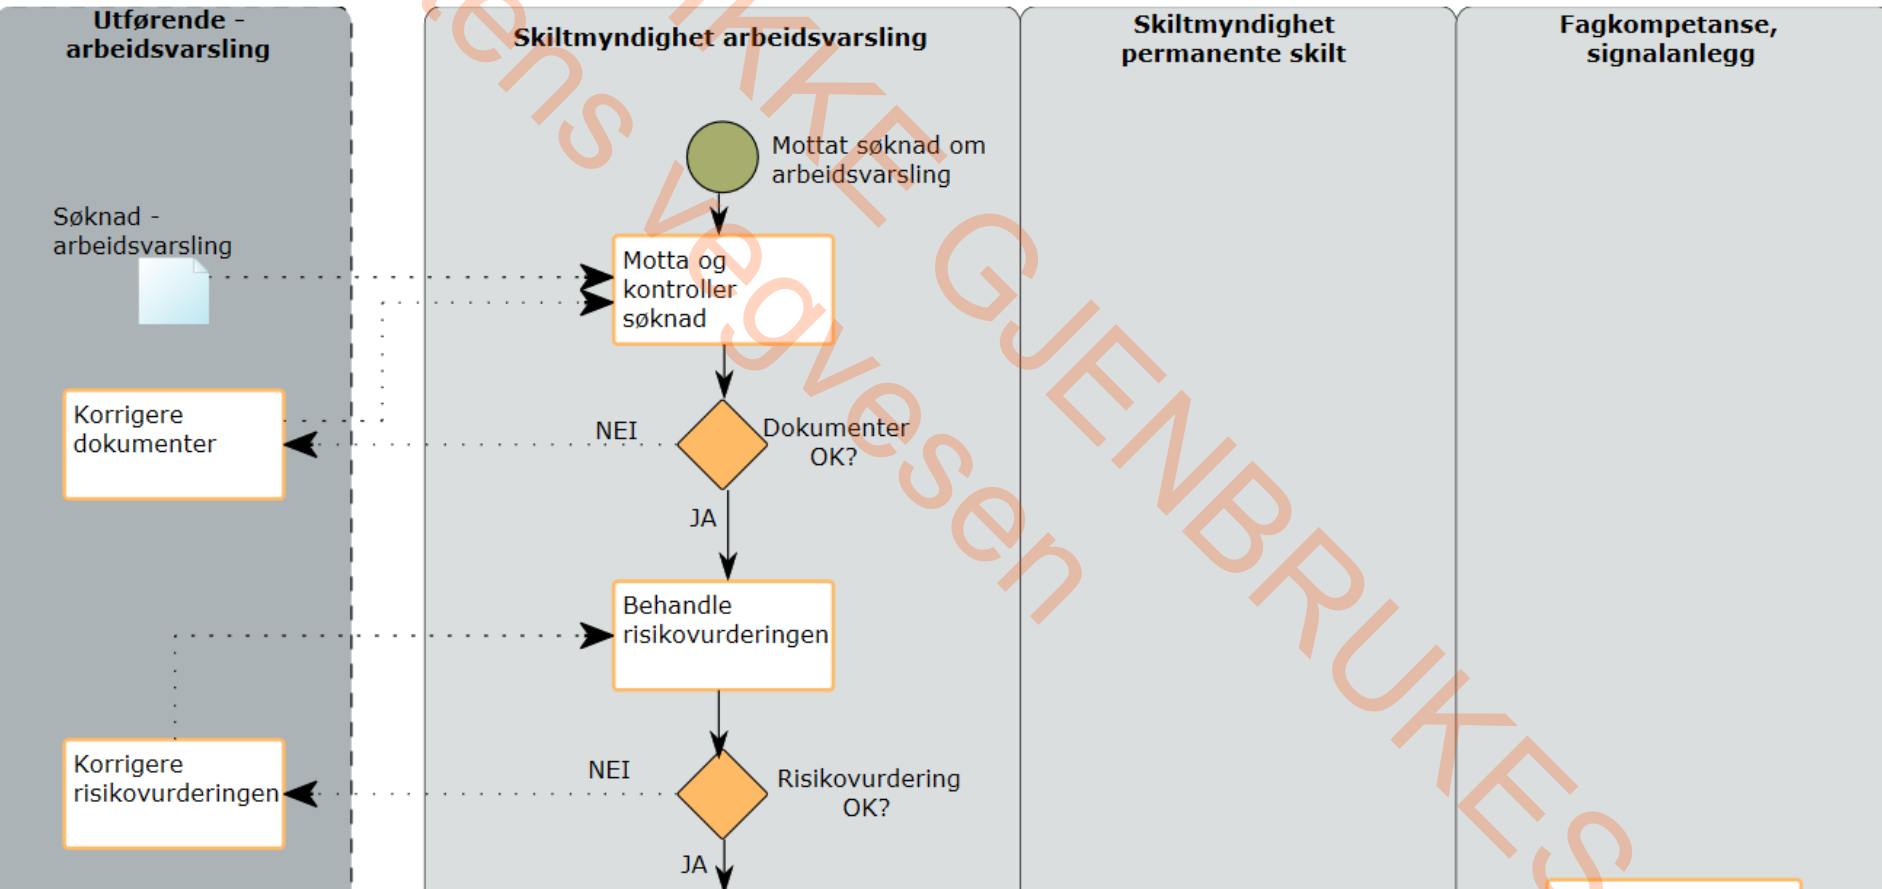 Utførende -
arbeidsvarsling
Skiltmyndighet arbeidsvarsling
Skiltmyndighet
permanente skilt
Fagkompetanse,
signalanlegg
Mottat søknad om
arbeidsvarsling
Søknad -
arbeidsvarsling
Motta og
kontroller
søknad
Korrigere
dokumenter
NEI
Dokumenter
OK?
JA
Behandle
risikovurderingen
Korrigere
risikovurderingen
NEI
Risikovurdering
OK?
JA
IKKE GJENBRUKES
ens vegvesen